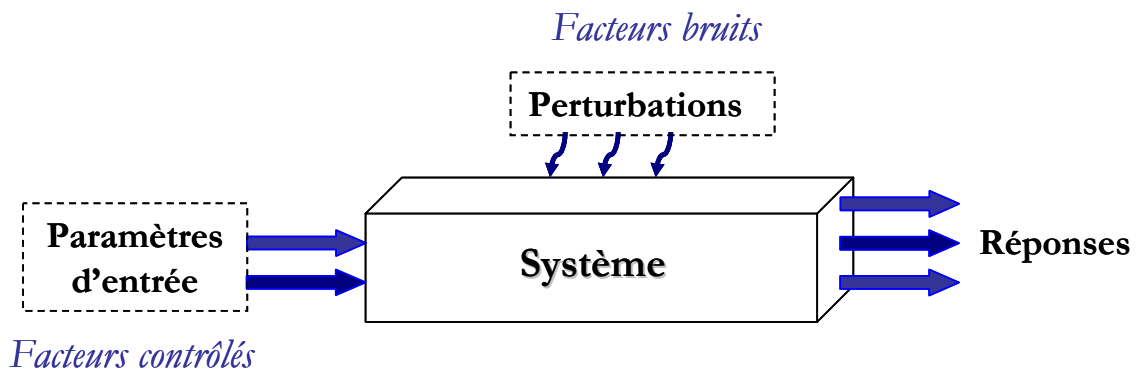 Facteurs bruits
Perturbations
Paramètres
d'entrée
Système
Réponses
Facteurs contrôlés